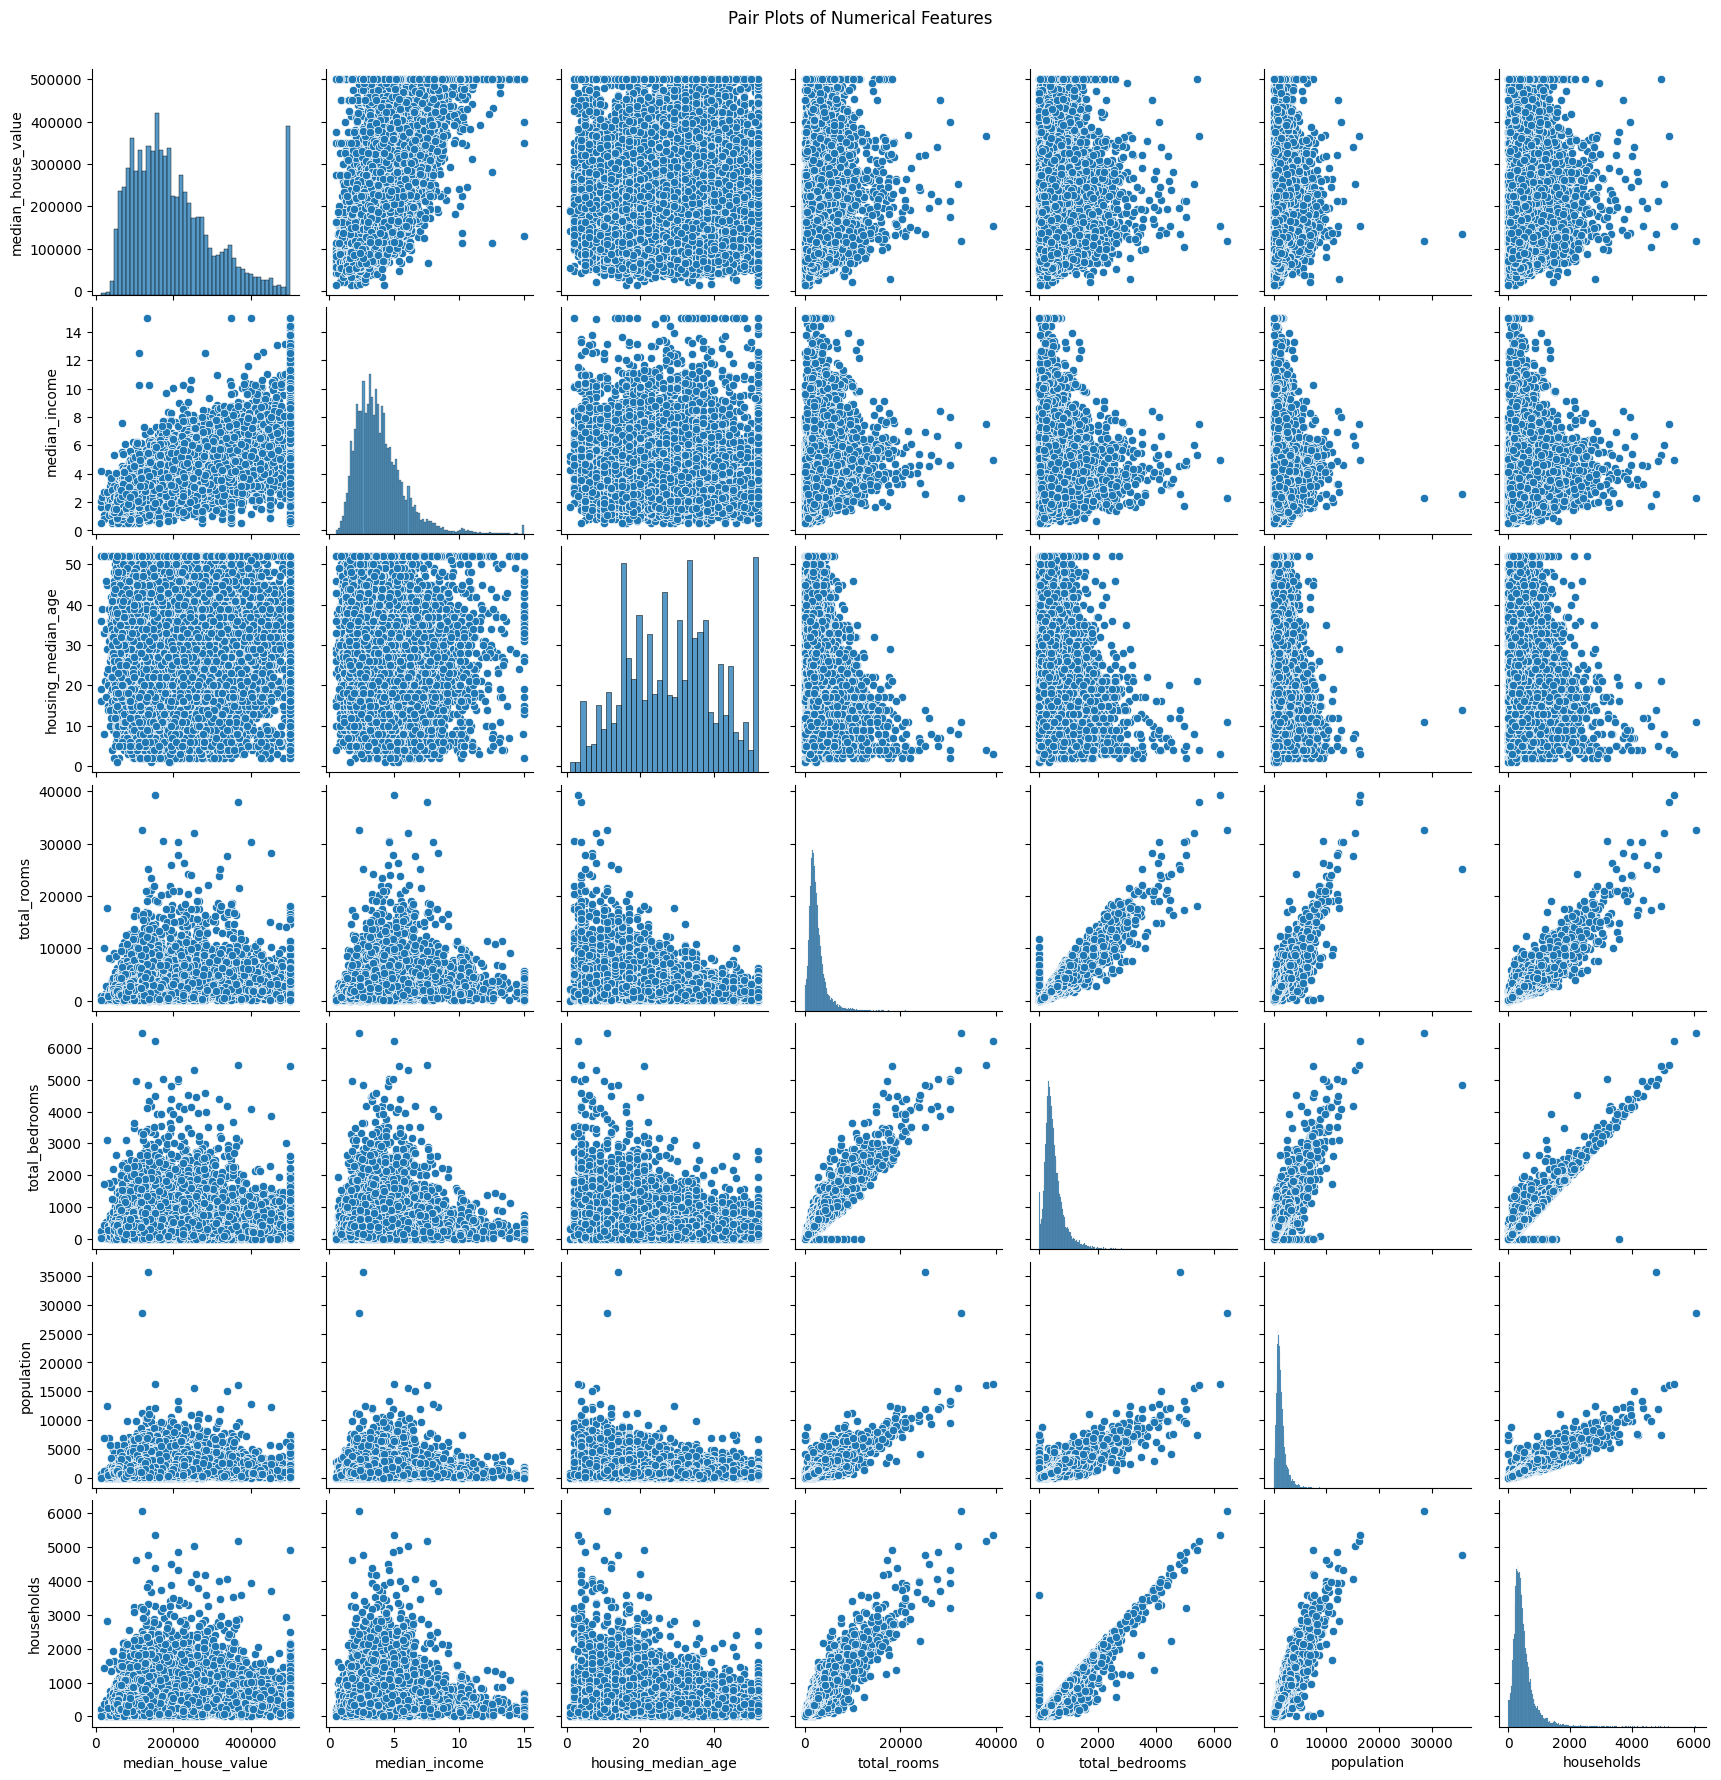 Pair Plots of Numerical Features
500000
400000
300000
200000
100000
0
median_house_value
14
12
10
8
6
4
2
0
median_income
50
40
30
20
10
0
housing_median_age
40000
30000
20000
10000
0
total_rooms
6000
5000
4000
3000
2000
1000
0
total_bedrooms
35000
30000
25000
20000
15000
10000
5000
0
population
6000
5000
4000
3000
2000
1000
0
households
0 200000 400000
0 5 10 15
0 20 40
0 20000 40000
0 2000 4000 6000
0 10000 20000 30000
0 2000 4000 6000
median_house_value median_income housing_median_age total_rooms total_bedrooms population households